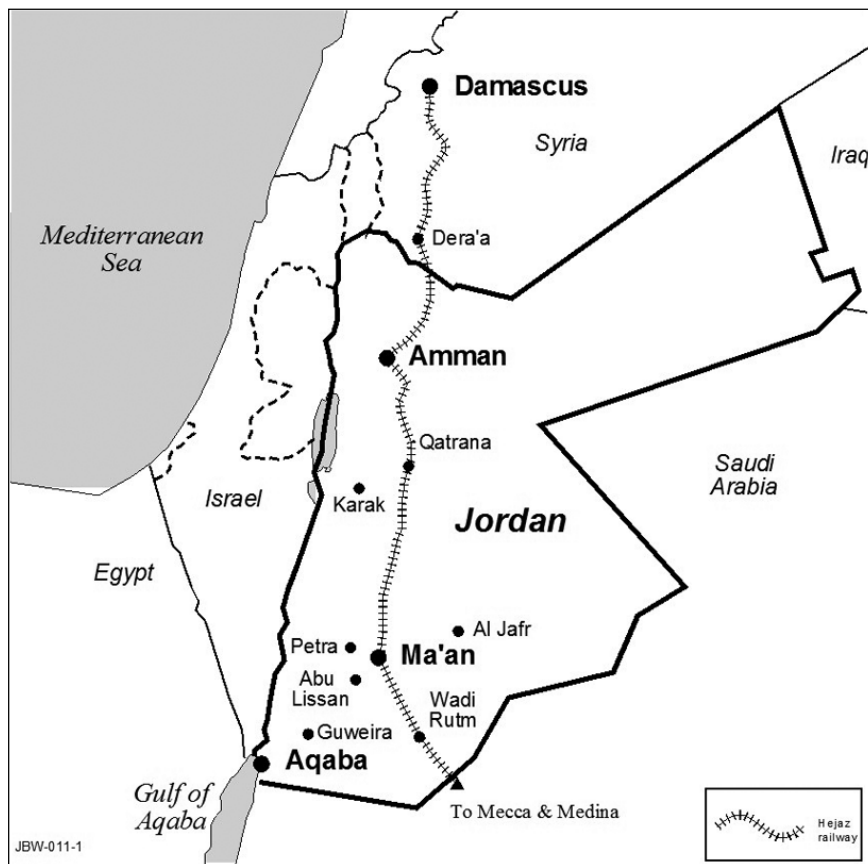 Damascus
Syria
Iraq
Mediterranean
Sea
Dera'a
Amman
Qatrana
Saudi
Arabia
Israel
Karak
Jordan
Egypt
Al Jafr
Petra
Ma'an
Abu
Lissan
Wadi
Rutm
Guweira
Aqaba
Gulf of
Aqaba
To Mecca & Medina
Hejaz
railway
JBW-011-1